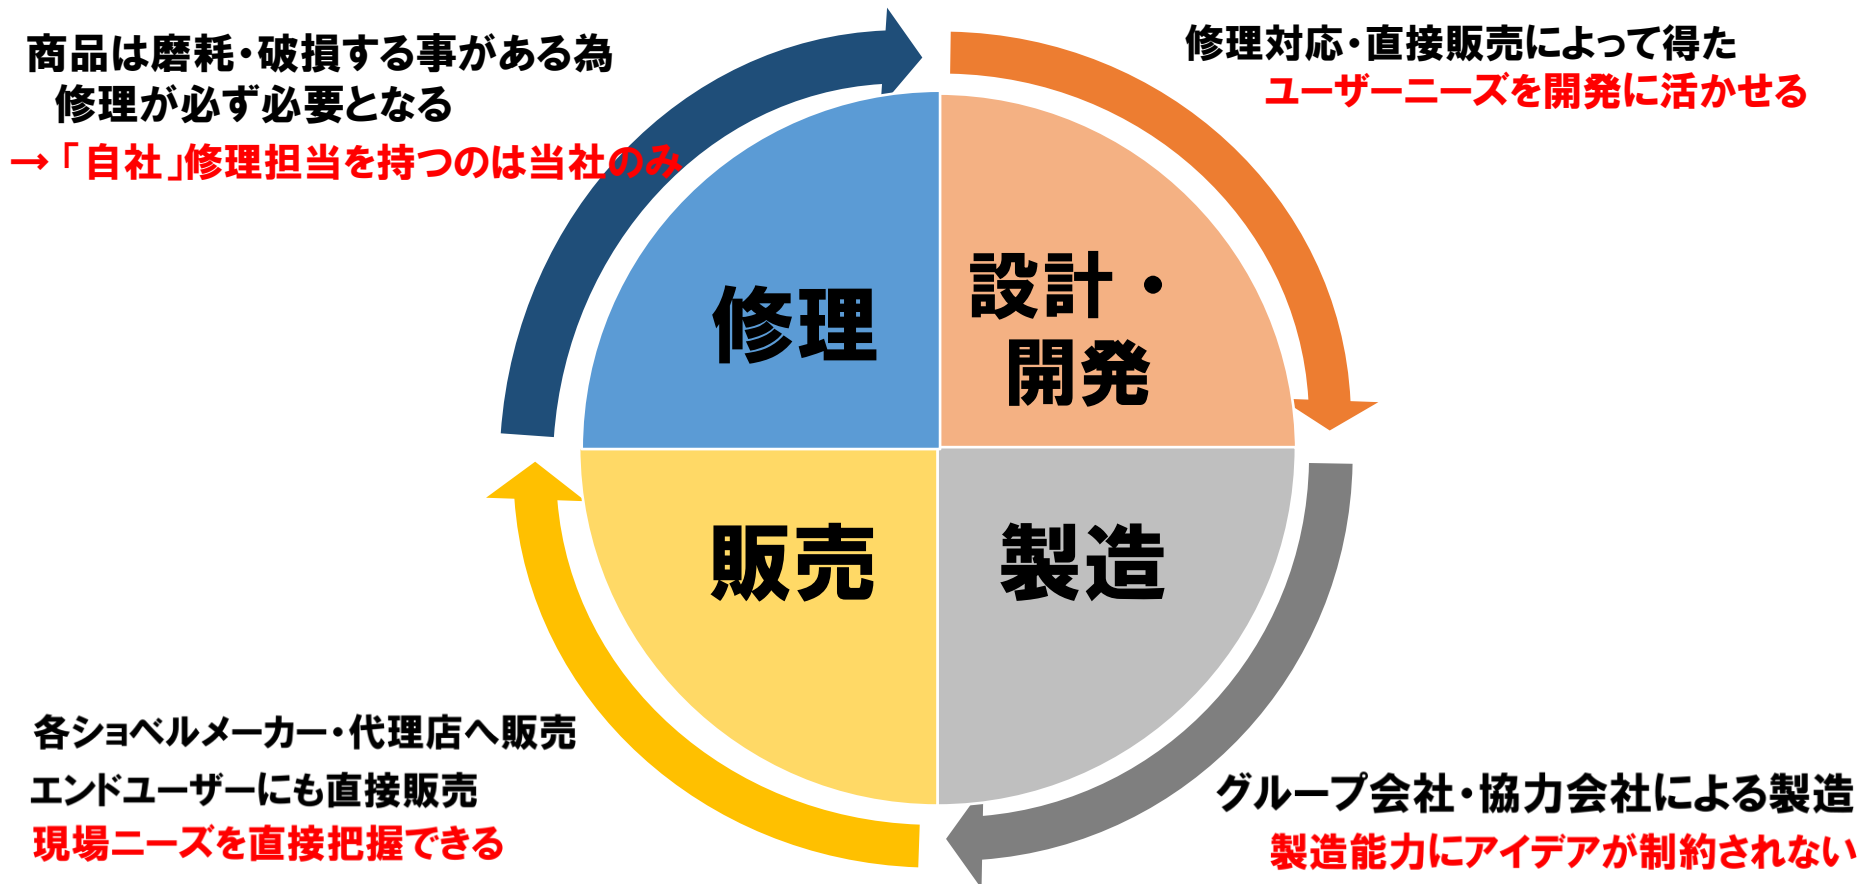 商品は磨耗・破損する事がある為
修理が必ず必要となる
→「自社」修理担当を持つのは当社のみ
修理対応・直接販売によって得た
ユーザーニーズを開発に活かせる
修理
設計・
開発
販売
製造
各ショベルメーカー・代理店へ販売
エンドユーザーにも直接販売
現場ニーズを直接把握できる
グループ会社・協力会社による製造
製造能力にアイデアが制約されない